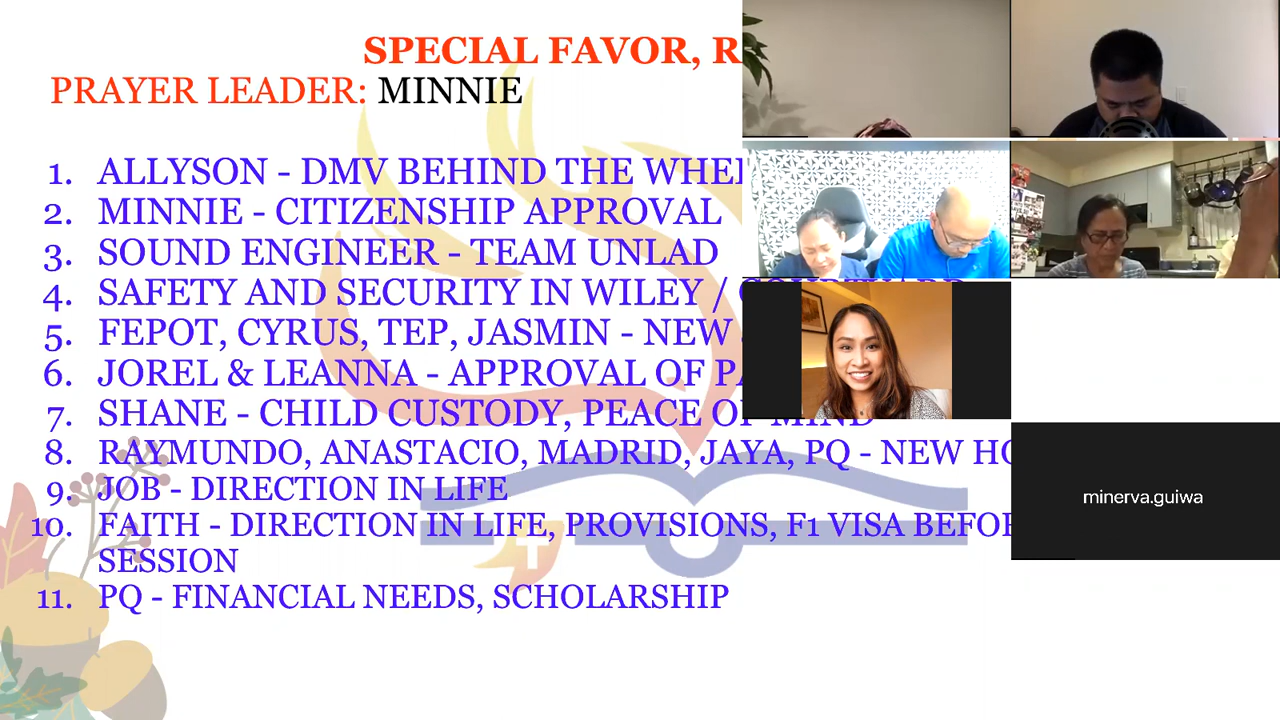 SPECIAL FAVOR, R
PRAYER LEADER: MINNIE
1. ALLYSON - DMV BEHIND THE
2. MINNIE - CITIZENSHIP APPROVAL
3. SOUND ENGINEER - TEAM UNLAD
4. SAFETY AND SECURITY IN WILEY /
5. FEPOT, CYRUS, TEP, JASMIN - NEW
6. JOREL & LEANNA - APPROVAL OF
7. SHANE - CHILD CUSTODY, PEACE OF MIND
8. RAYMUNDO, ANASTACIO, MADRID, JAYA, PQ - NEW
9. JOB - DIRECTION IN LIFE
10. FAITH - DIRECTION IN LIFE, PROVISIONS, F1 VISA
SESSION
11. PQ - FINANCIAL NEEDS, SCHOLARSHIP
minerva.guiwa